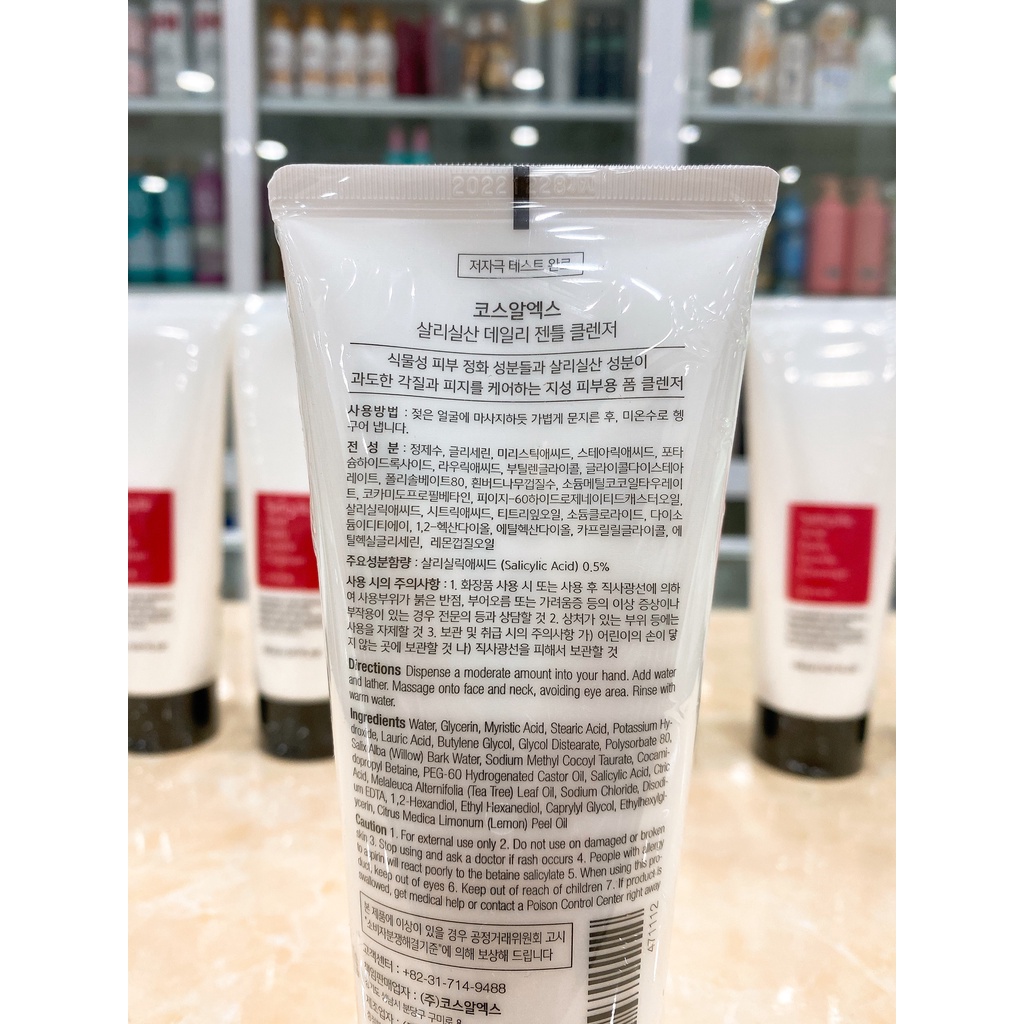 저자극 테스트 완료
코스알엑스
살리실산 데일리 젠틀 클렌저
식물성 피부 정화 성분들과 살리실산 성분이
과도한 각질과 피지를 케어하는 지성 피부용 폼 클렌저
사용방법 : 젖은 얼굴에 마사지하듯 가볍게 문지른 후, 미온수로 헹
구어 냅니다.
전 성 분 : 정제수, 글리세린, 미리스틱애씨드, 스테아릭애씨드, 포타
슘하이드록사이드, 라우릭애씨드, 부틸렌글라이콜, 글라이콜다이스테아
레이트, 폴리솔베이트80, 흰버드나무껍질수, 소듐메틸코코일타우레이
트, 코카미도프로필베타인, 피이지-60하이드로제네이티드캐스터오일,
살리실릭애씨드, 시트릭애씨드, 티트리잎오일, 소듐클로라이드, 다이소
듐이디티에이, 1,2-헥산다이올, 에틸헥산다이올, 카프릴릴글라이콜, 에
틸헥실글리세린, 레몬껍질오일
주요성분함량 : 살리실릭애씨드 (Salicylic Acid) 0.5%
사용 시의 주의사항 : 1. 화장품 사용 시 또는 사용 후 직사광선에 의하
여 사용부위가 붉은 반점, 부어오름 또는 가려움증 등의 이상 증상이나
부작용이 있는 경우 전문의 등과 상담할 것 2. 상처가 있는 부위 등에는
사용을 자제할 것 3. 보관 및 취급 시의 주의사항 가) 어린이의 손이 닿
지 않는 곳에 보관할 것 나) 직사광선을 피해서 보관할 것
Directions Dispense a moderate amount into your hand. Add water
and lather. Massage onto face and neck, avoiding eye area. Rinse with
warm water.
Ingredients Water, Glycerin, Myristic Acid, Stearic Acid, Potassium Hy-
droxide, Lauric Acid, Butylene Glycol, Glycol Distearate, Polysorbate 80,
Salix Alba (Willow) Bark Water, Sodium Methyl Cocoyl Taurate, Cocami-
dopropyl Betaine, PEG-60 Hydrogenated Castor Oil, Salicylic Acid, Citric
Acid, Melaleuca Alternifolia (Tea Tree) Leaf Oil, Sodium Chloride, Disodi-
um EDTA, 1,2-Hexandiol, Ethyl Hexanediol, Caprylyl Glycol, Ethylhexylgl-
ycerin, Citrus Medica Limonum (Lemon) Peel Oil
Caution 1. For external use only 2. Do not use on damaged or broken
skin 3. Stop using and ask a doctor if rash occurs 4. People with allergy
to aspirin will react poorly to the betaine salicylate 5. When using this pro-
duct, keep out of eyes 6. Keep out of reach of children 7. If product is
swallowed, get medical help or contact a Poison Control Center right away
본 제품에 이상이 있을 경우 공정거래위원회 고시
"소비자분쟁해결기준"에 의해 보상해 드립니다
고객센터 : +82-31-714-9488
책임판매업자 : (주)코스알엑스
경기도 성남시 분당구 구미로 8
제조업자 :
471112